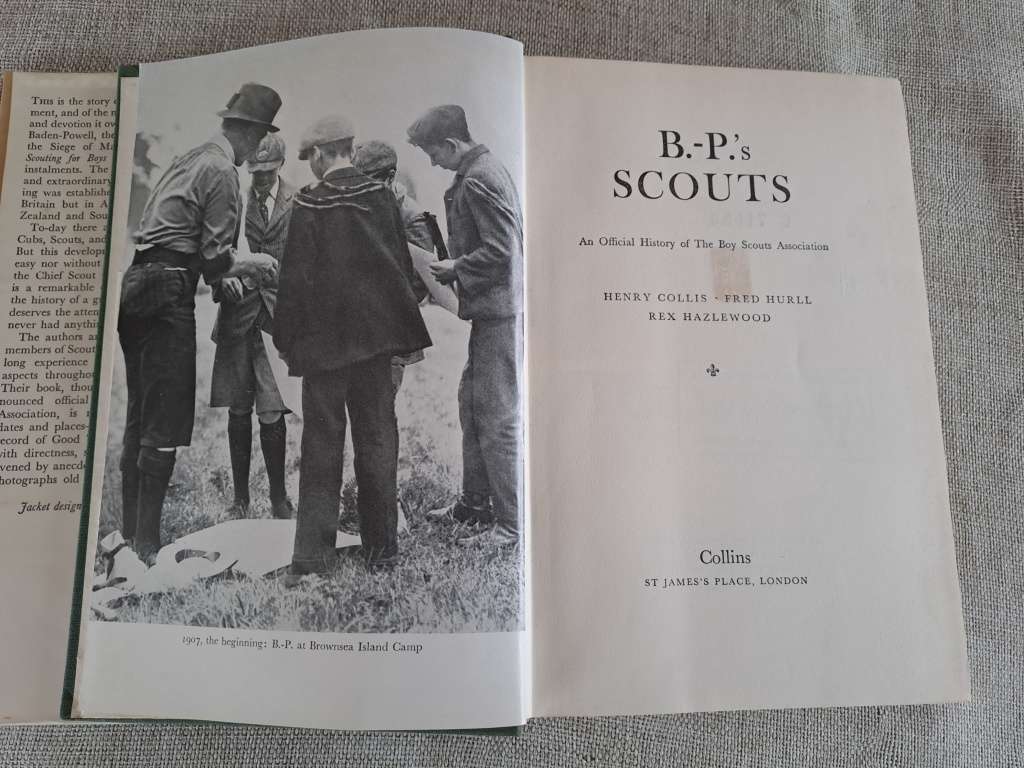 THIS is the story
ment, and of the
and devotion it ov
Baden-Powell, the
the Siege of Ma
Scouting for Boys
instalments. The
and extraordinary
ing was establishe
Britain but in A
Zealand and Sou
To-day there a
Cubs, Scouts, and
But this develop
easy nor without
the Chief Scout
is a remarkable
the history of a g
deserves the atten
never had anythi
The authors a
members of Scout
long experience
aspects throughou
Their book, thou
nounced official
Association, is
dates and places-
record of Good
with directness, s
vened by anecd
photographs old
Jacket design
1907, the beginning: B.-P. at Brownsea Island Camp
B.-P.'s
SCOUTS
An Official History of The Boy Scouts Association
HENRY COLLIS · FRED HURLL
REX HAZLEWOOD
Collins
ST JAMES'S PLACE, LONDON